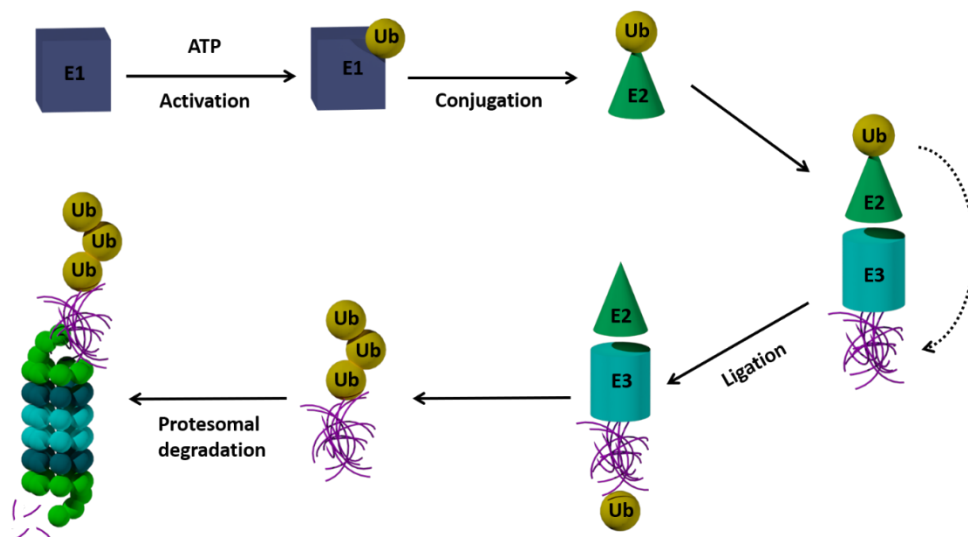 E1
ATP
Activation
E1
Ub
Conjugation
Ub
E2
Ub
E2
E3
Ligation
E2
E3
Ub
Ub
Ub
Ub
Protesomal
degradation
Ub
Ub
Ub